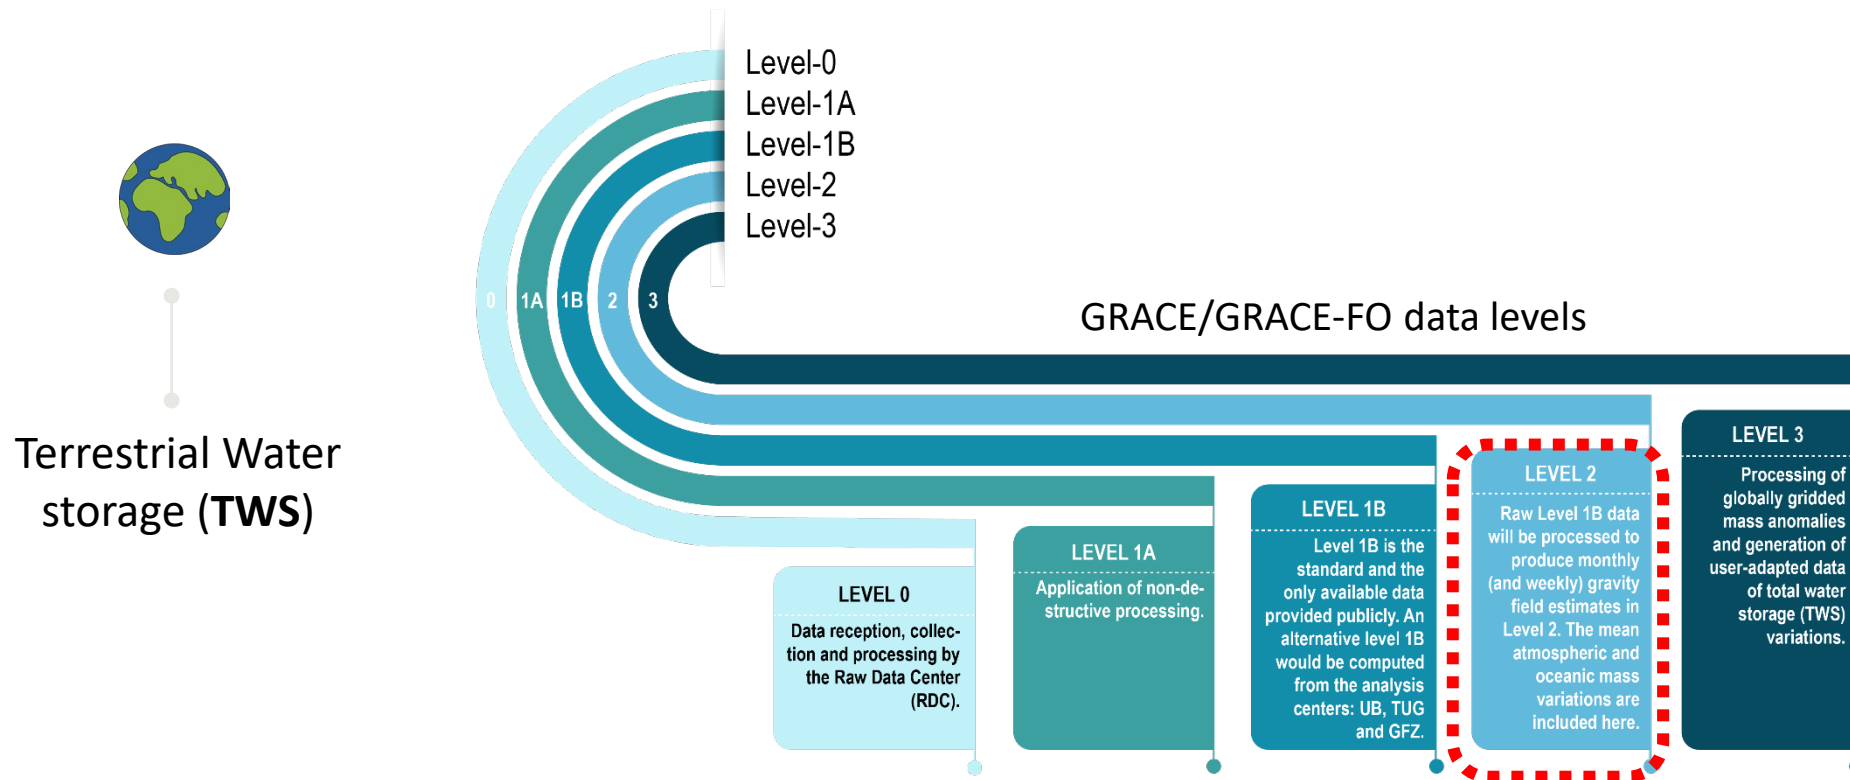 Level-0
Level-1A
Level-1B
Level-2
Level-3
0 1A 1B 2 3
GRACE/GRACE-FO data levels
Terrestrial Water
storage (TWS)
LEVEL 0
Data reception, collec-
tion and processing by
the Raw Data Center
(RDC).
LEVEL 1A
Application of non-de-
structive processing.
LEVEL 1B
Level 1B is the
standard and the
only available data
provided publicly. An
alternative level 1B
would be computed
from the analysis
centers: UB, TUG
and GFZ.
LEVEL 2
Raw Level 1B data
will be processed to
produce monthly
(and weekly) gravity
field estimates in
Level 2. The mean
atmospheric and
oceanic mass
variations are
included here.
LEVEL 3
Processing of
globally gridded
mass anomalies
and generation of
user-adapted data
of total water
storage (TWS)
variations.